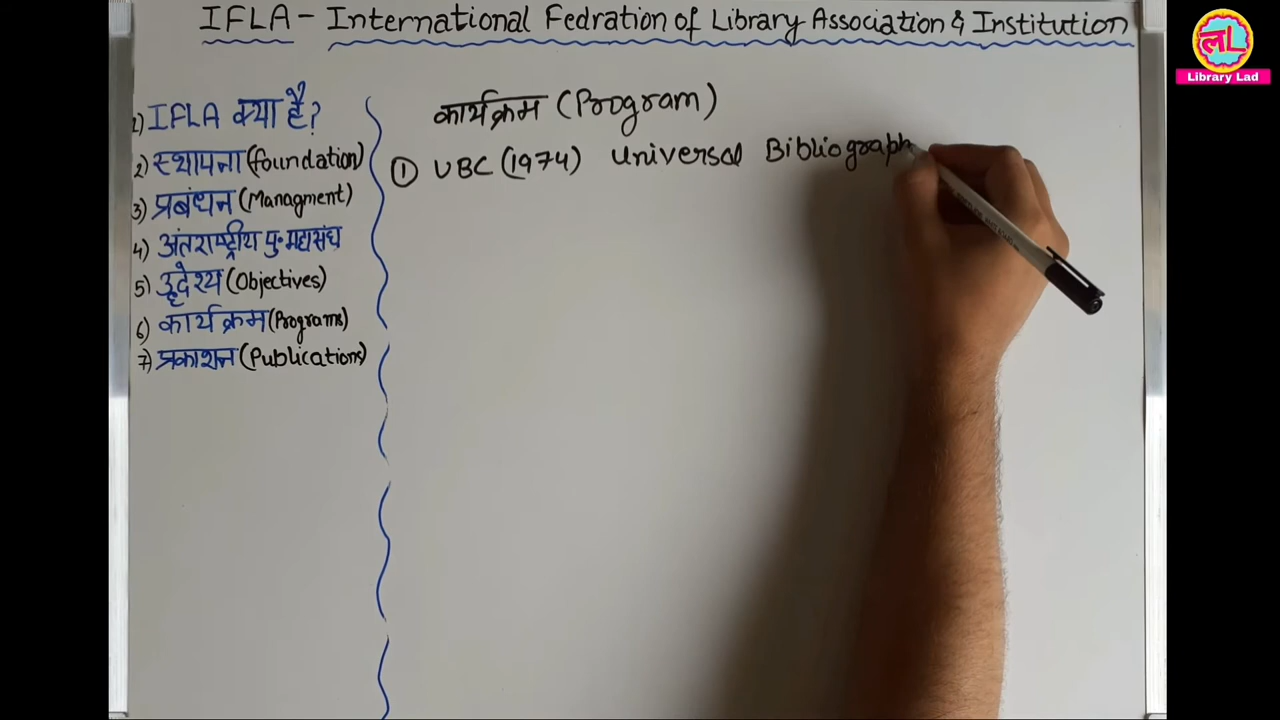 IFLA - International Fedration of Library Association & Institution
लL
Library Lad
1) IFLA क्या है?
2) स्थापना (foundation)
3) प्रबंधन (Managment)
4) अंतराष्ट्रीय पु॰ महासंघ
5) उद्देश्य (Objectives)
6) कार्यक्रम (Programs)
7) प्रकाशन (Publications)
कार्यक्रम (Program)
① UBC (1974) Universal Bibliograph